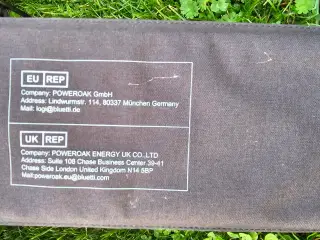 EU REP
Company: POWEROAK GmbH
Address: Lindwurmstr. 114, 80337 München Germany
Mail: logi@bluetti.de
UK REP
Company: POWEROAK ENERGY UK CO.,LTD
Address: Suite 108 Chase Business Center,39-41
Chase Side London United Kingdom N14 5BP
Mail:poweroak.eu@bluetti.com